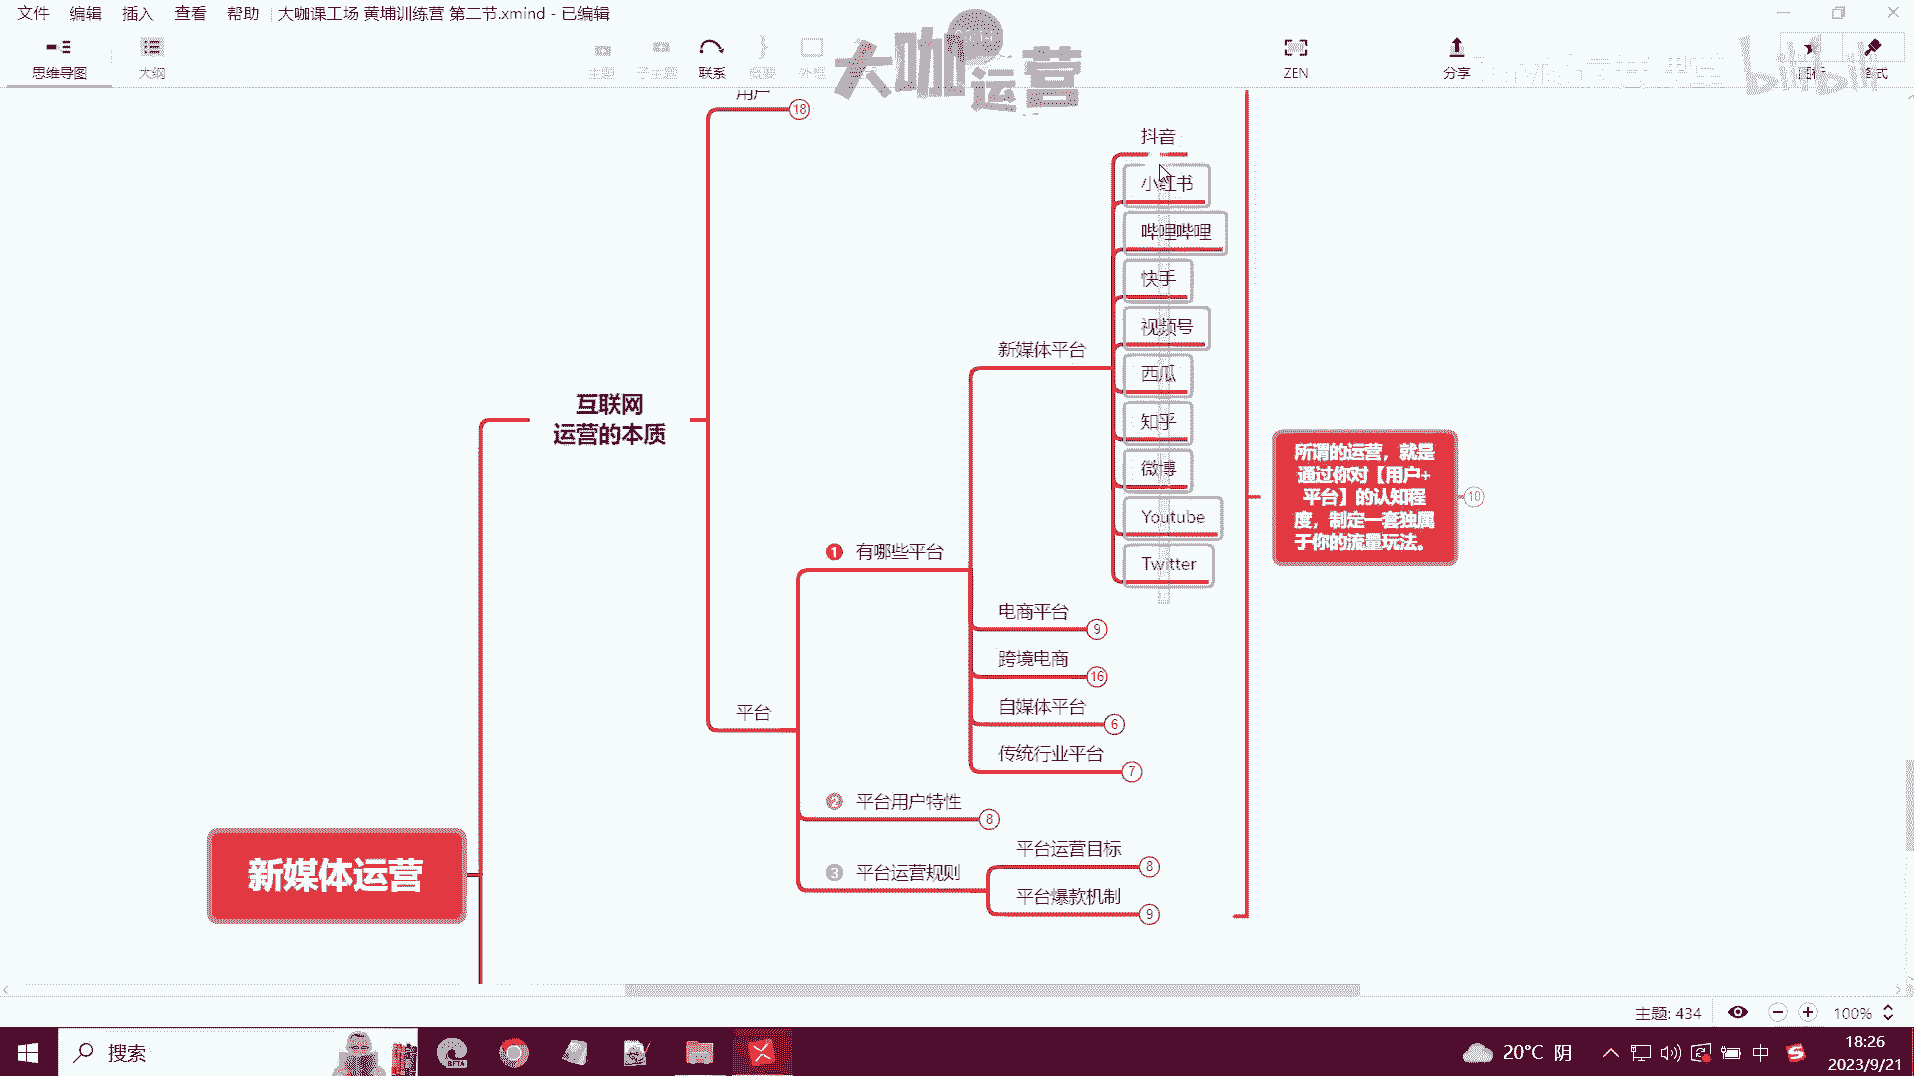 文件 编辑 插入 查看 帮助 大咖课工场 黄埔训练营 第二节.xmind - 已编辑
思维导图 大纲 主题 子主题 联系 概要 外框 ZEN 分享
大咖运营
bilibili
用户
18
抖音
小红书
哔哩哔哩
快手
视频号
新媒体平台
西瓜
知乎
微博
Youtube
Twitter
互联网
运营的本质
所谓的运营，就是
通过你对【用户+
平台】的认知程
度，制定一套独属
于你的流量玩法。
10
1 有哪些平台
电商平台
9
跨境电商
16
自媒体平台
6
传统行业平台
7
平台
2 平台用户特性
8
3 平台运营规则
平台运营目标
8
平台爆款机制
9
新媒体运营
主题: 434
100%
搜索
BETA
20°C 阴
中
18:26
2023/9/21